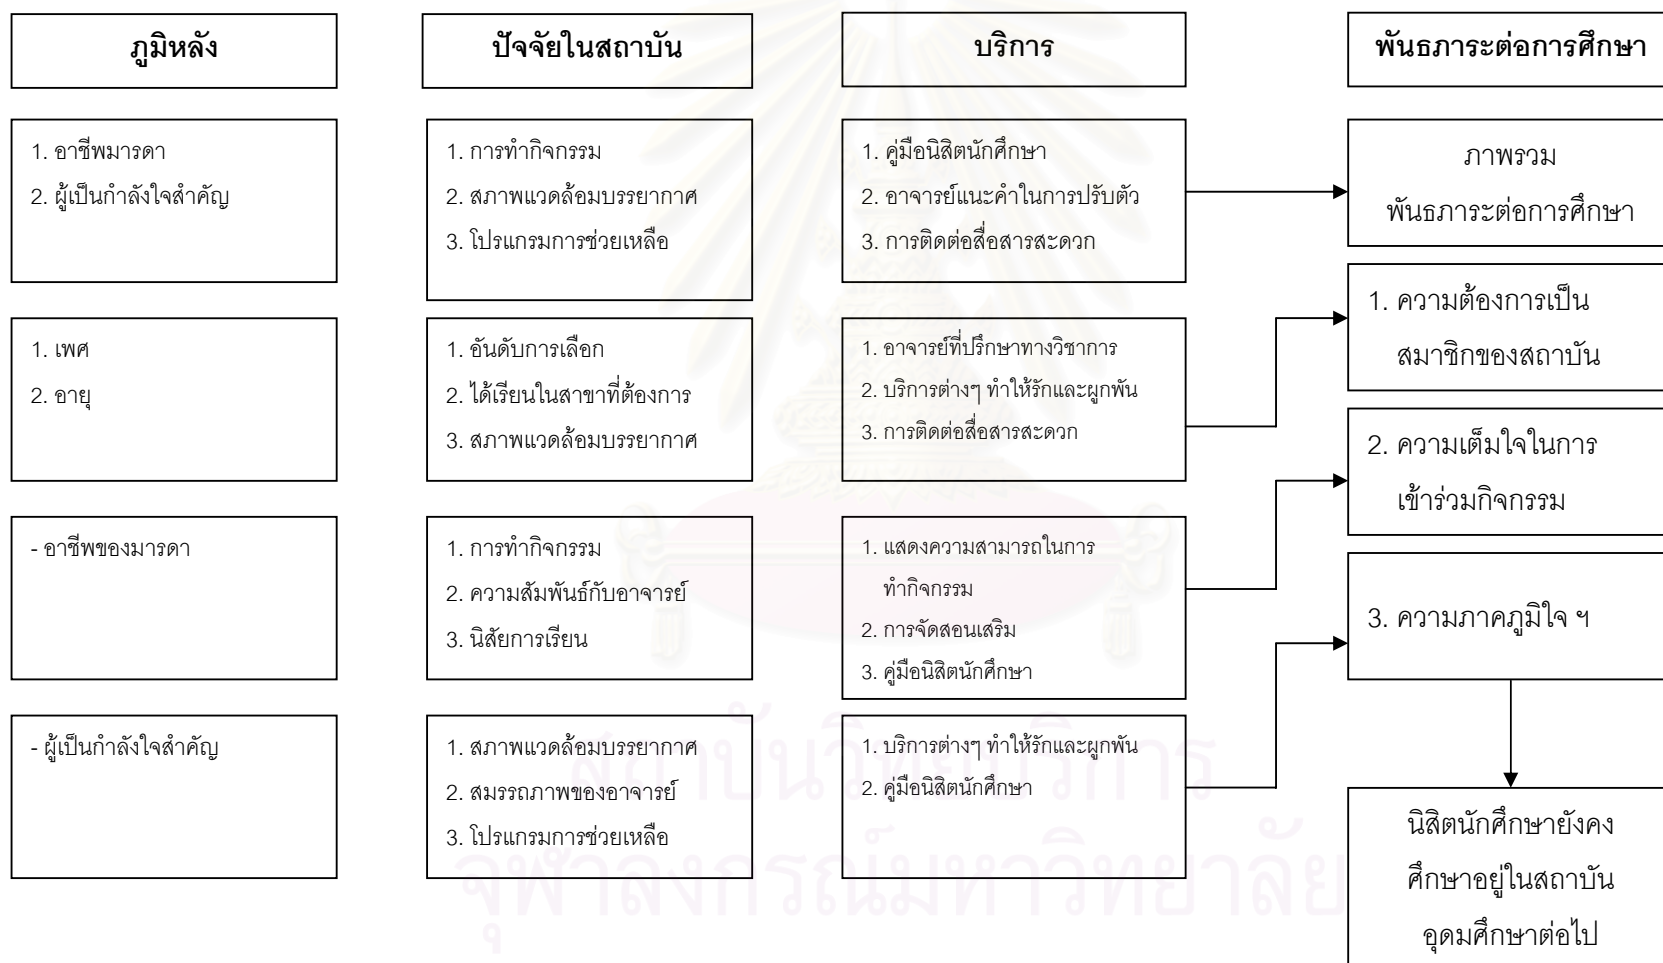 ภูมิหลัง
ปัจจัยในสถาบัน
บริการ
พันธภาระต่อการศึกษา
1. อาชีพมารดา
2. ผู้เป็นกำลังใจสำคัญ
1. การทำกิจกรรม
2. สภาพแวดล้อมบรรยากาศ
3. โปรแกรมการช่วยเหลือ
1. คู่มือนิสิตนักศึกษา
2. อาจารย์แนะคำในการปรับตัว
3. การติดต่อสื่อสารสะดวก
ภาพรวม
พันธภาระต่อการศึกษา
1. เพศ
2. อายุ
1. อันดับการเลือก
2. ได้เรียนในสาขาที่ต้องการ
3. สภาพแวดล้อมบรรยากาศ
1. อาจารย์ที่ปรึกษาทางวิชาการ
2. บริการต่างๆ ทำให้รักและผูกพัน
3. การติดต่อสื่อสารสะดวก
1. ความต้องการเป็น
สมาชิกของสถาบัน
- อาชีพของมารดา
1. การทำกิจกรรม
2. ความสัมพันธ์กับอาจารย์
3. นิสัยการเรียน
1. แสดงความสามารถในการ
ทำกิจกรรม
2. การจัดสอนเสริม
3. คู่มือนิสิตนักศึกษา
2. ความเต็มใจในการ
เข้าร่วมกิจกรรม
- ผู้เป็นกำลังใจสำคัญ
1. สภาพแวดล้อมบรรยากาศ
2. สมรรถภาพของอาจารย์
3. โปรแกรมการช่วยเหลือ
1. บริการต่างๆ ทำให้รักและผูกพัน
2. คู่มือนิสิตนักศึกษา
3. ความภาคภูมิใจ ฯ
นิสิตนักศึกษายังคง
ศึกษาอยู่ในสถาบัน
อุดมศึกษาต่อไป
สถาบันวิทยบริการ
จุฬาลงกรณ์มหาวิทยาลัย